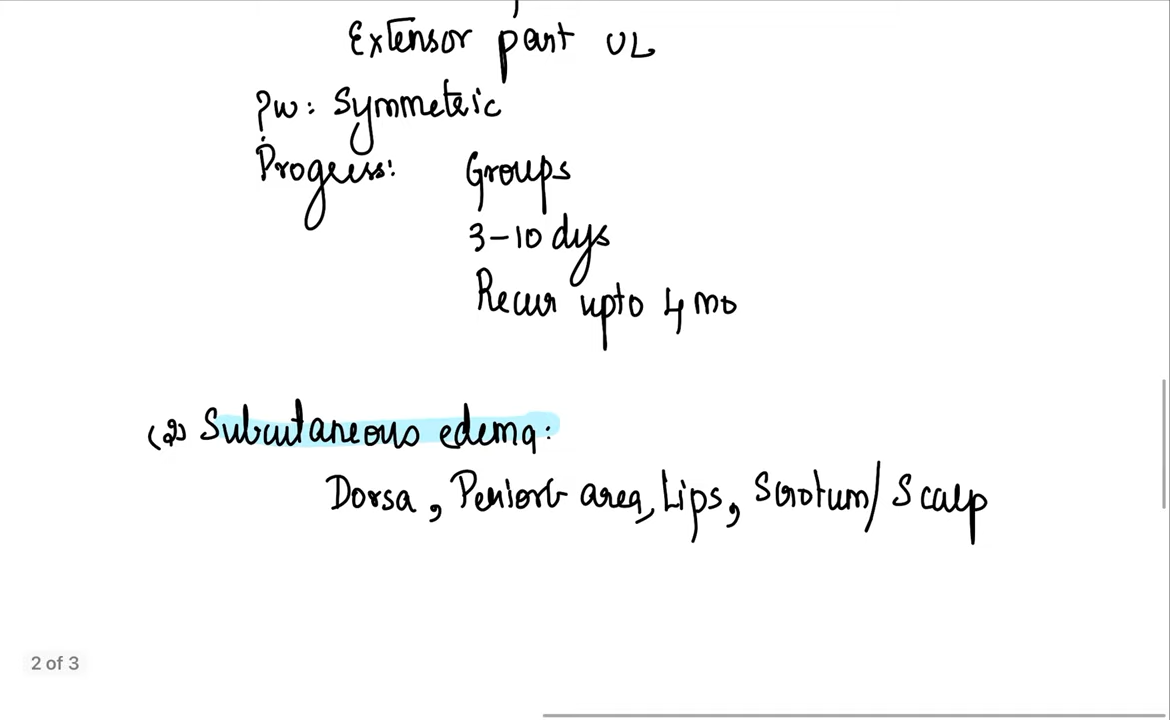 Extensor part UL
Pw: Symmetric
Progress: Groups
3-10 dys
Recur upto 4 mo
(2) Subcutaneous edema:
Dorsa, Periorb area, Lips, Scrotum/Scalp
2 of 3